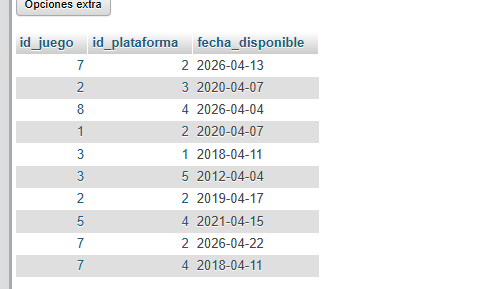 Opciones extra
id_juego id_plataforma fecha_disponible
7 2 2026-04-13
2 3 2020-04-07
8 4 2026-04-04
1 2 2020-04-07
3 1 2018-04-11
3 5 2012-04-04
2 2 2019-04-17
5 4 2021-04-15
7 2 2026-04-22
7 4 2018-04-11